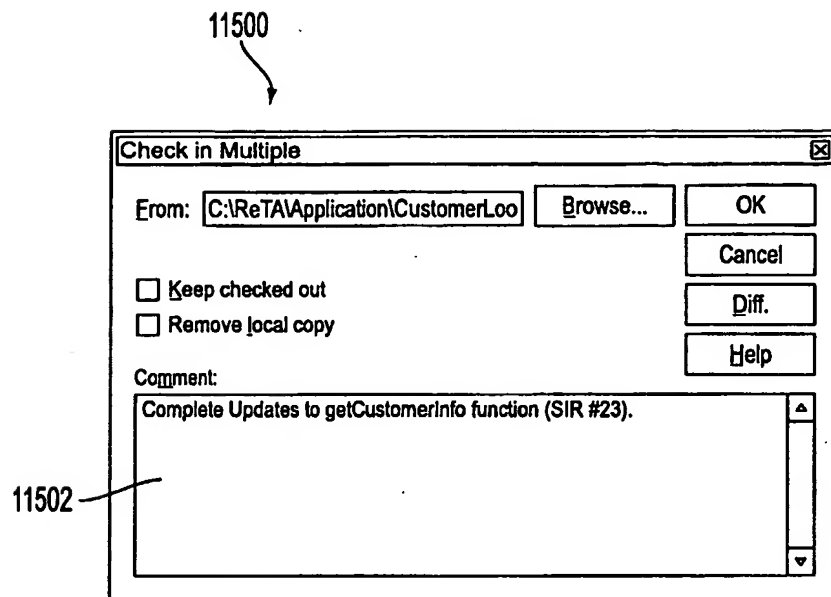 11500
Check in Multiple
From: C:\ReTA\Application\CustomerLoo Browse... OK
Cancel
Keep checked out
Diff.
Remove local copy
Help
Comment:
Complete Updates to getCustomerInfo function (SIR #23).
11502